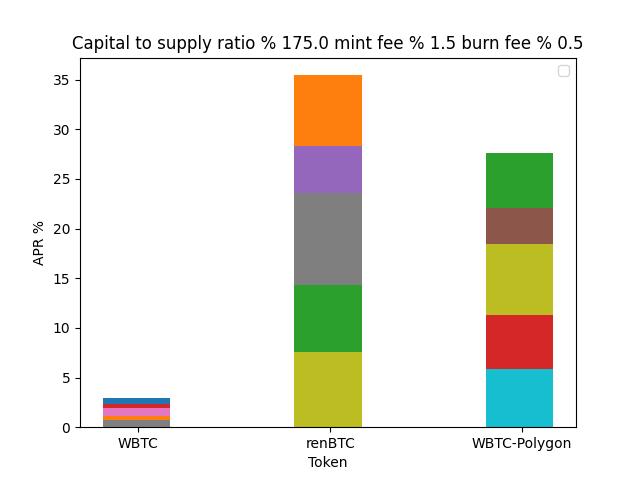 Capital to supply ratio % 175.0 mint fee % 1.5 burn fee % 0.5
35
30
25
20
15
10
5
0
APR %
WBTC renBTC WBTC-Polygon
Token